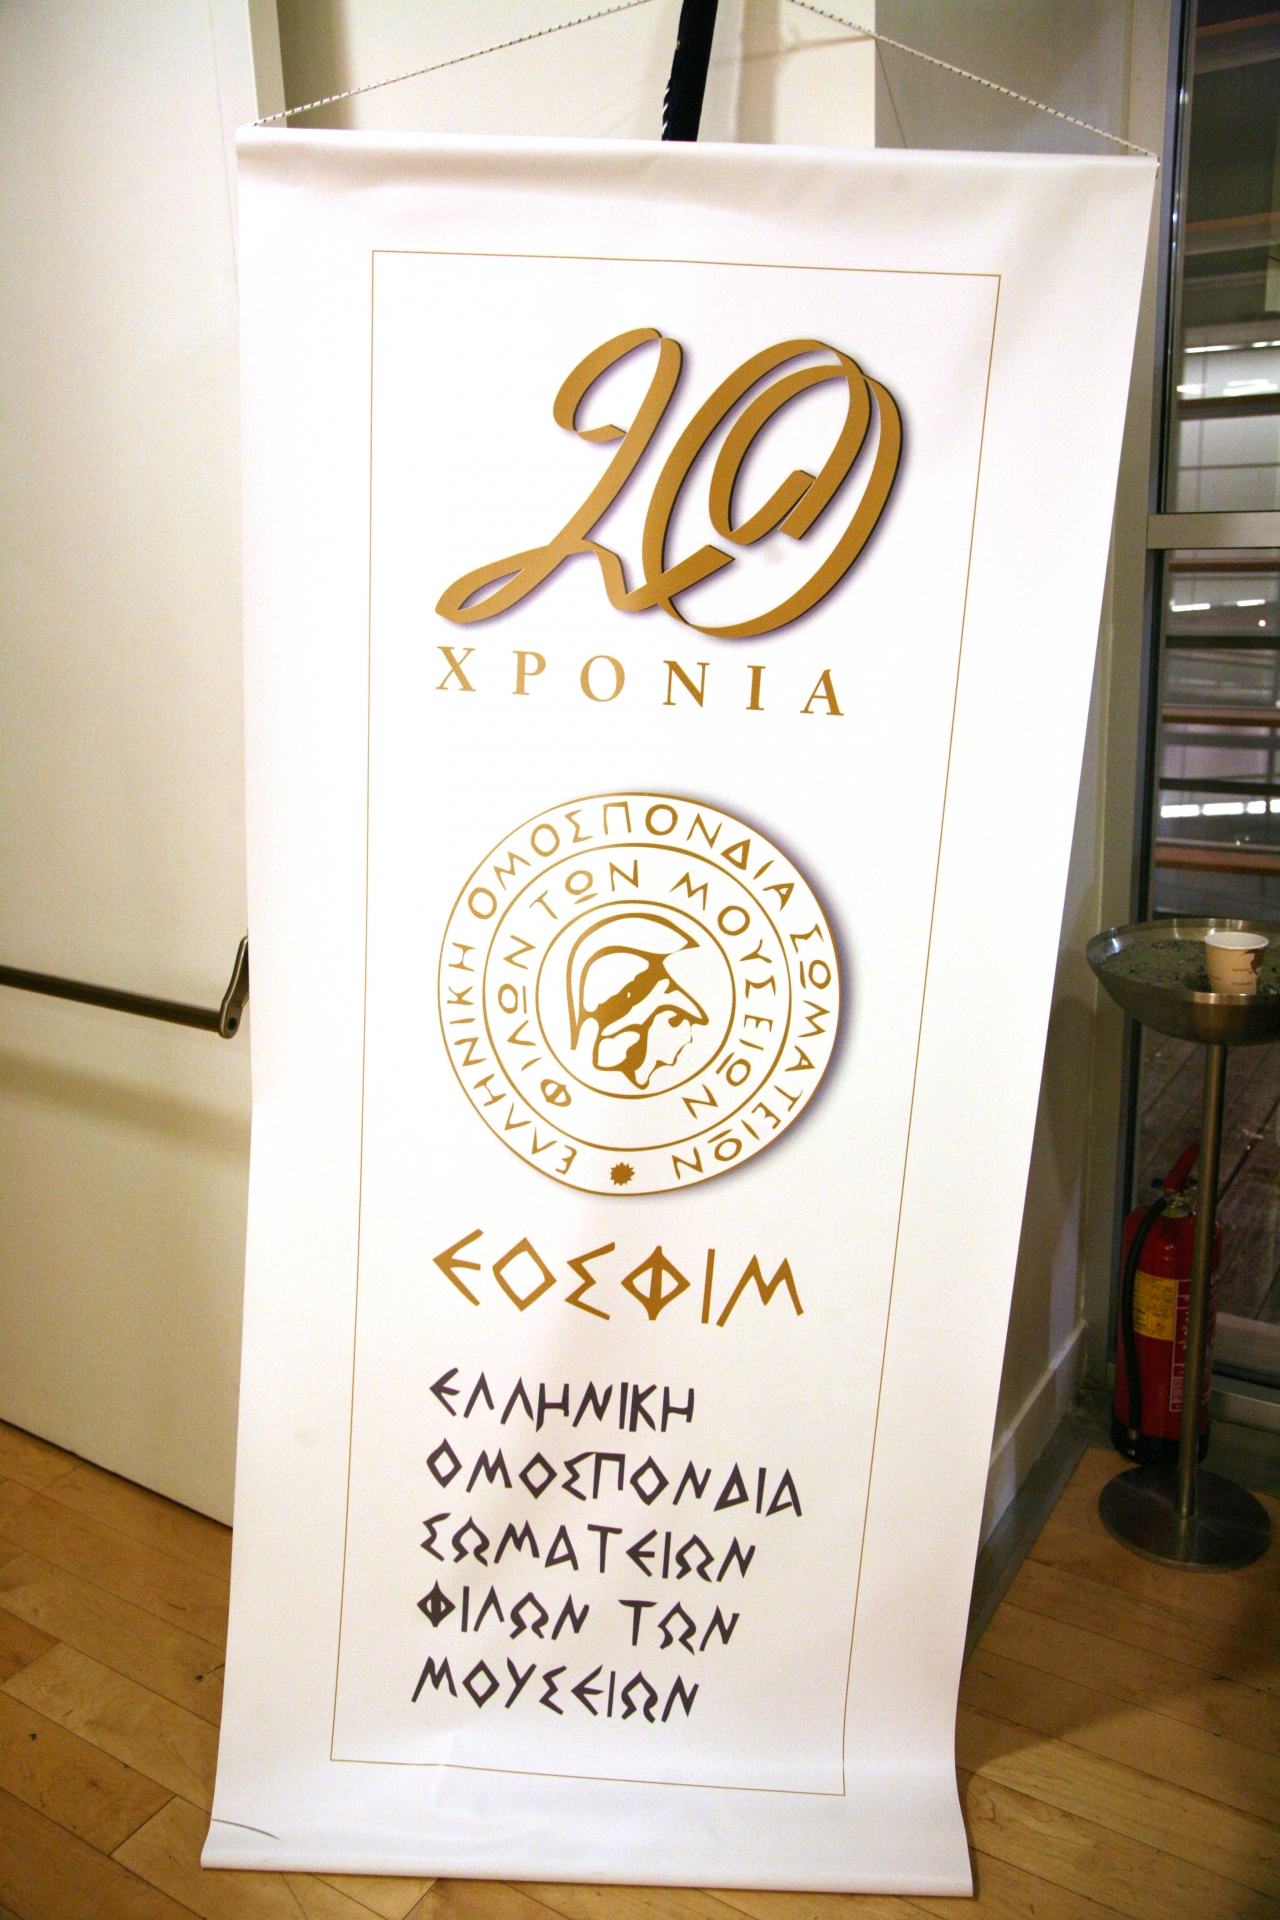 20
ΧΡΟΝΙΑ
ΕΛΛΗΝΙΚΗ ΟΜΟΣΠΟΝΔΙΑ ΣΩΜΑΤΕΙΩΝ
ΦΙΛΩΝ ΤΩΝ ΜΟΥΣΕΙΩΝ
ΕΟΣΦΙΜ
ΕΛΛΗΝΙΚΗ
ΟΜΟΣΠΟΝΔΙΑ
ΣΩΜΑΤΕΙΩΝ
ΦΙΛΩΝ ΤΩΝ
ΜΟΥΣΕΙΩΝ